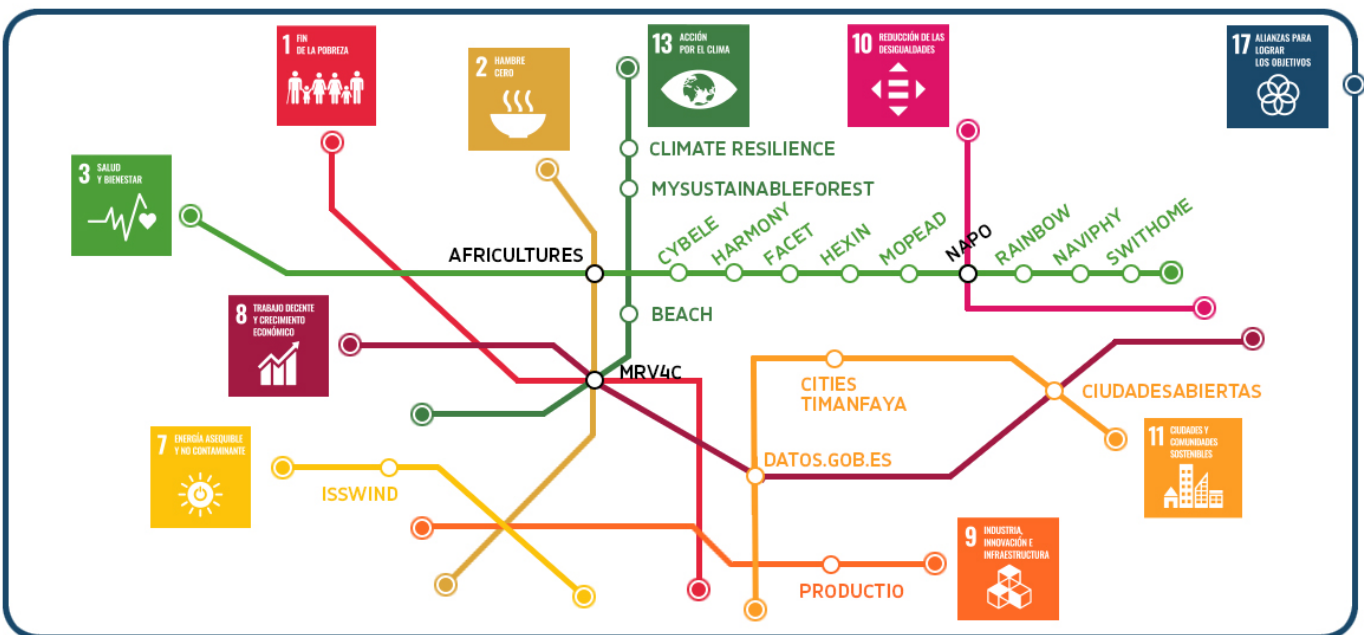 1 FIN
DE LA POBREZA
2 HAMBRE
CERO
13 ACCIÓN
POR EL CLIMA
10 REDUCCIÓN DE LAS
DESIGUALDADES
17 ALIANZAS PARA
LOGRAR
LOS OBJETIVOS
3 SALUD
Y BIENESTAR
CLIMATE RESILIENCE
MYSUSTAINABLEFOREST
AFRICULTURES
CYBELE
HARMONY
FACET
HEXIN
MOPEAD
NAPO
RAINBOW
NAVIPHY
SWITHOME
8 TRABAJO DECENTE
Y CRECIMIENTO
ECONÓMICO
BEACH
MRV4C
CITIES
TIMANFAYA
CIUDADESABIERTAS
7 ENERGÍA ASEQUIBLE
Y NO CONTAMINANTE
ISSWIND
DATOS.GOB.ES
11 CIUDADES Y
COMUNIDADES
SOSTENIBLES
9 INDUSTRIA,
INNOVACIÓN E
INFRAESTRUCTURA
PRODUCTIO